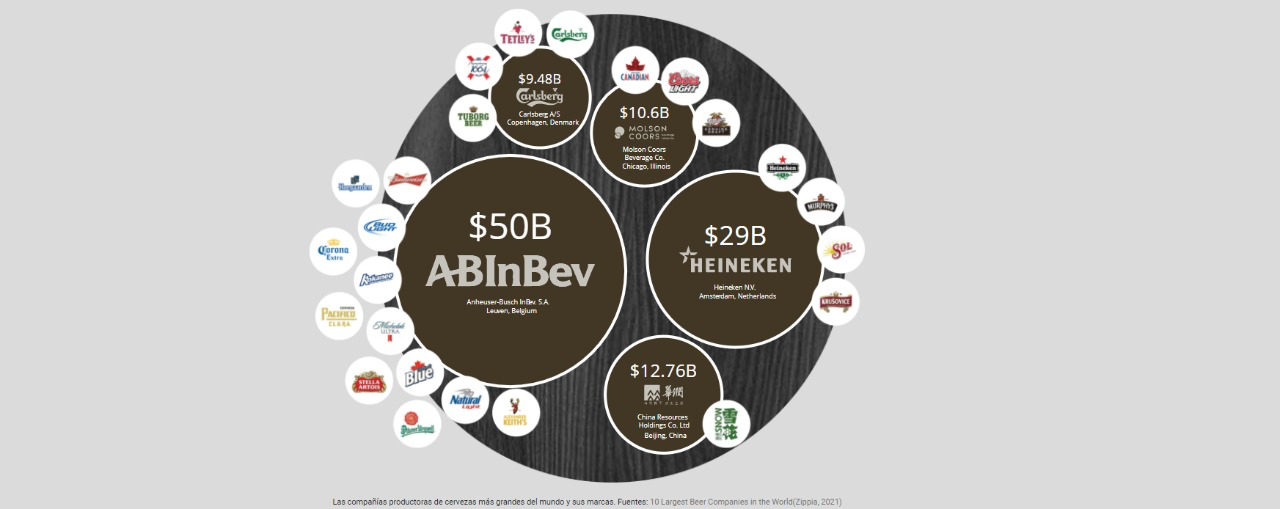 TETLEY'S
Carlsberg
1664
TUBORG
BEER
$9.48B
Carlsberg
Carlsberg A/S
Copenhagen, Denmark
CANADIAN
Coors
LIGHT
$10.6B
MOLSON
COORS
Molson Coors
Beverage Co.
Chicago, Illinois
Hoegaarden
Budweiser
BUD
LIGHT
Corona
Extra
Kokanee
PACIFICO
CLARA
Michelob
ULTRA
STELLA
ARTOIS
Blue
Natural
Light
Pilsner Urquell
ALEXANDER
KEITH'S
$50B
ABInBev
Anheuser-Busch InBev S.A.
Leuven, Belgium
Heineken
MURPHY'S
SOL
KRUSOVICE
$29B
HEINEKEN
Heineken N.V.
Amsterdam, Netherlands
$12.76B
華潤
China Resources
Holdings Co. Ltd
Beijing, China
SNOW
雪花
Las compañías productoras de cervezas más grandes del mundo y sus marcas. Fuentes: 10 Largest Beer Companies in the World(Zippia, 2021)